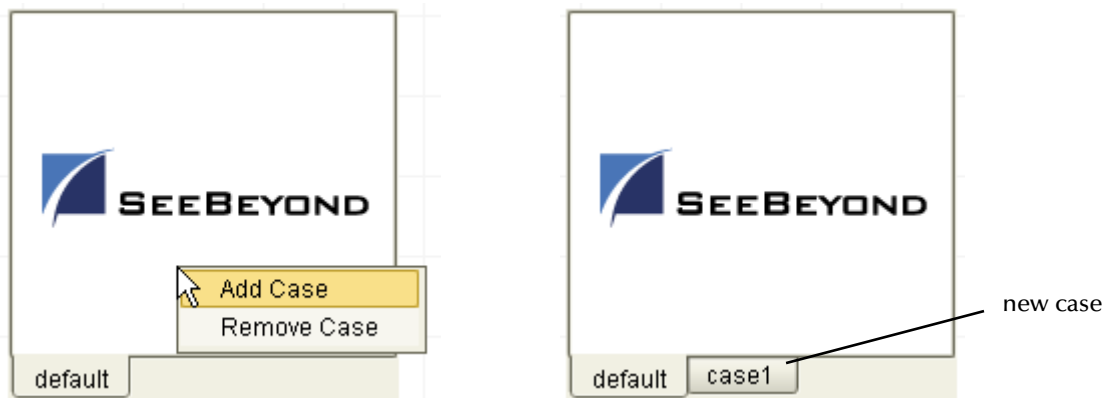 SEEBEYOND
Add Case
Remove Case
default
SEEBEYOND
new case
default
case1